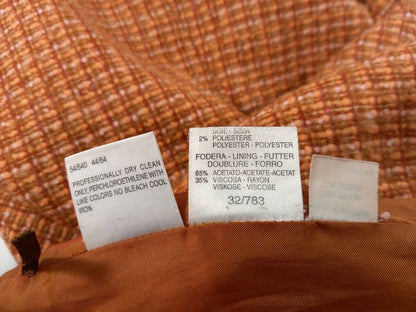 54/640 44/64
PROFESSIONALLY DRY CLEAN
ONLY,PERCHLOROETHILENE WITH
LIKE COLORS NO BLEACH COOL
IRON.
2% POLIESTERE
POLYESTER - POLYESTER
FODERA - LINING - FUTTER
DOUBLURE - FORRO
65% ACETATO-ACETATE-ACETAT
35% VISCOSA - RAYON
VISKOSE - VISCOSE
32/783